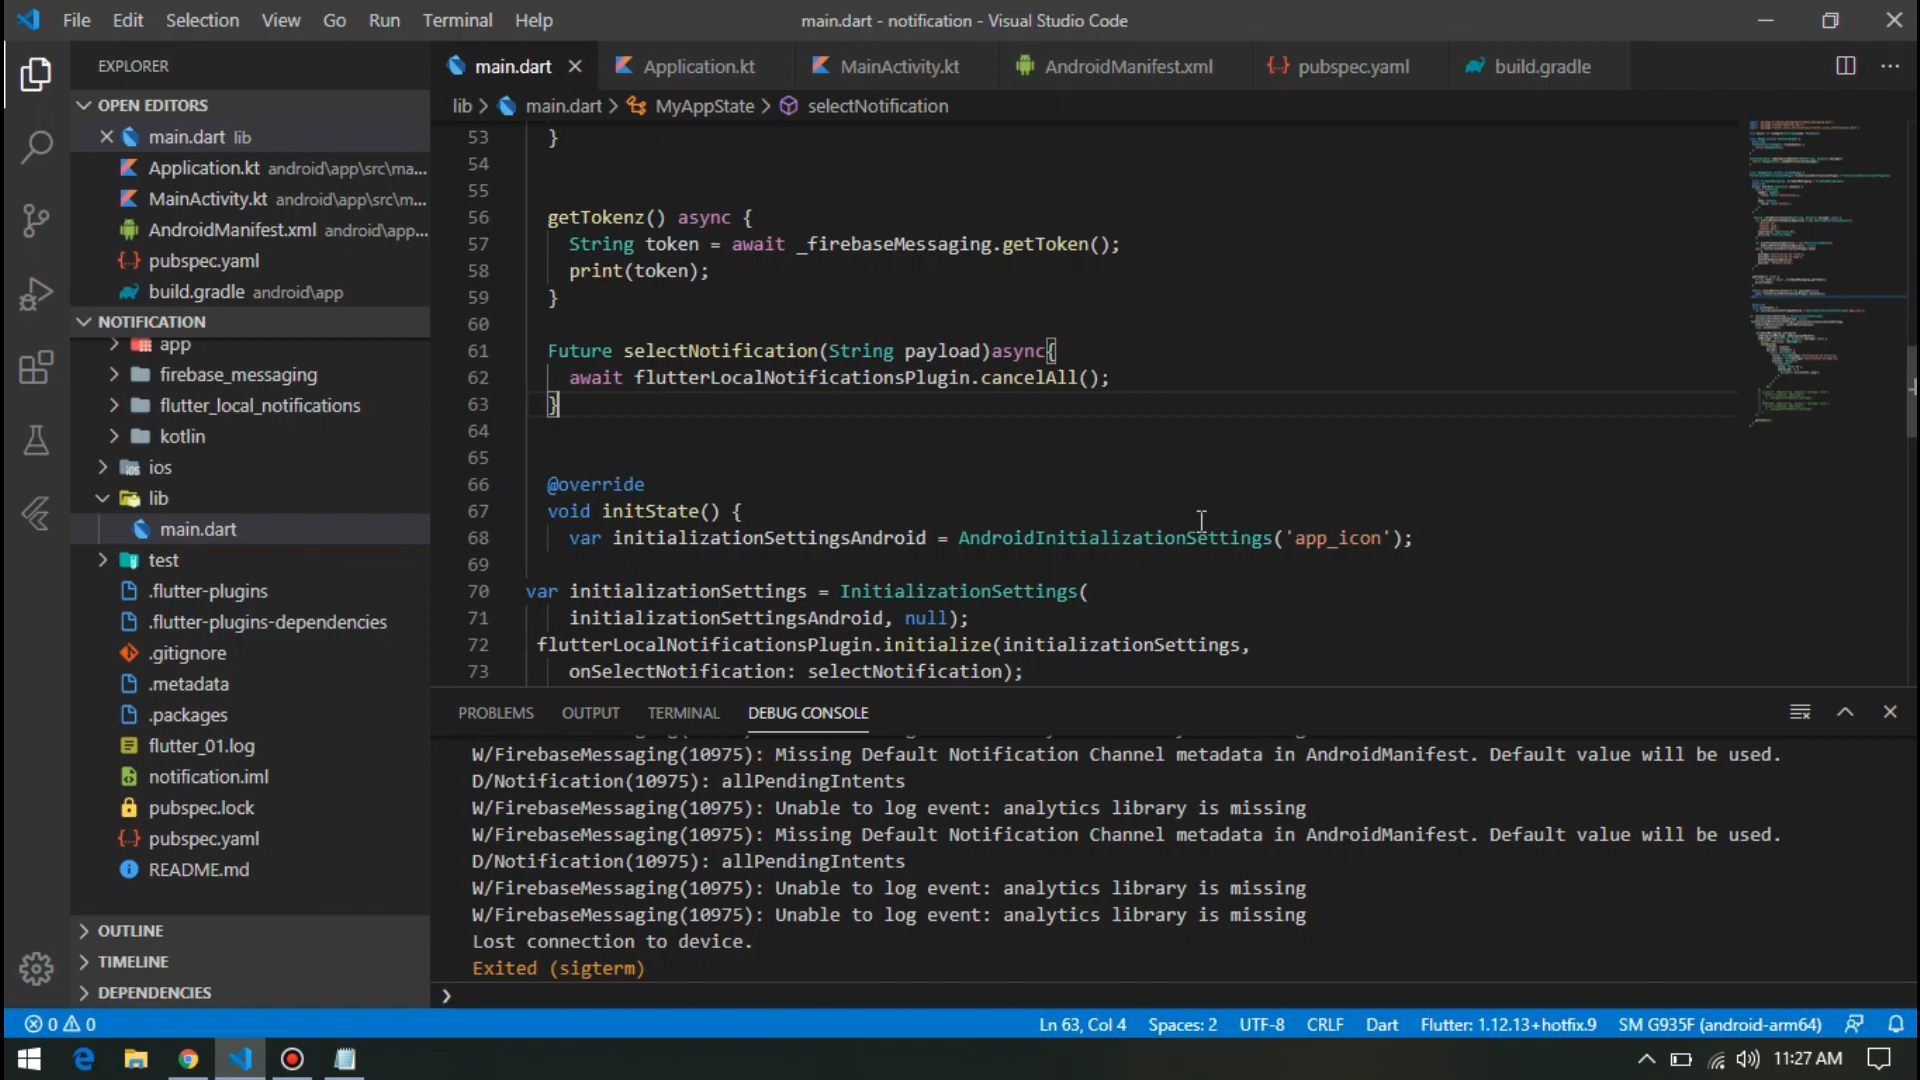 File Edit Selection View Go Run Terminal Help
main.dart - notification - Visual Studio Code
EXPLORER
OPEN EDITORS
main.dart lib
Application.kt android\app\src\ma...
MainActivity.kt android\app\src\m...
AndroidManifest.xml android\app...
pubspec.yaml
build.gradle android\app
NOTIFICATION
app
firebase_messaging
flutter_local_notifications
kotlin
ios
lib
main.dart
test
.flutter-plugins
.flutter-plugins-dependencies
.gitignore
.metadata
.packages
flutter_01.log
notification.iml
pubspec.lock
pubspec.yaml
README.md
OUTLINE
TIMELINE
DEPENDENCIES
main.dart Application.kt MainActivity.kt AndroidManifest.xml pubspec.yaml build.gradle
lib > main.dart > MyAppState > selectNotification
53 }
54
55
56 getTokenz() async {
57 String token = await _firebaseMessaging.getToken();
58 print(token);
59 }
60
61 Future selectNotification(String payload)async{
62 await flutterLocalNotificationsPlugin.cancelAll();
63 }
64
65
66 @override
67 void initState() {
68 var initializationSettingsAndroid = AndroidInitializationSettings('app_icon');
69
70 var initializationSettings = InitializationSettings(
71 initializationSettingsAndroid, null);
72 flutterLocalNotificationsPlugin.initialize(initializationSettings,
73 onSelectNotification: selectNotification);
PROBLEMS OUTPUT TERMINAL DEBUG CONSOLE
W/FirebaseMessaging(10975): Missing Default Notification Channel metadata in AndroidManifest. Default value will be used.
D/Notification(10975): allPendingIntents
W/FirebaseMessaging(10975): Unable to log event: analytics library is missing
W/FirebaseMessaging(10975): Missing Default Notification Channel metadata in AndroidManifest. Default value will be used.
D/Notification(10975): allPendingIntents
W/FirebaseMessaging(10975): Unable to log event: analytics library is missing
W/FirebaseMessaging(10975): Unable to log event: analytics library is missing
Lost connection to device.
Exited (sigterm)
0 0 Ln 63, Col 4 Spaces: 2 UTF-8 CRLF Dart Flutter: 1.12.13+hotfix.9 SM G935F (android-arm64)
11:27 AM